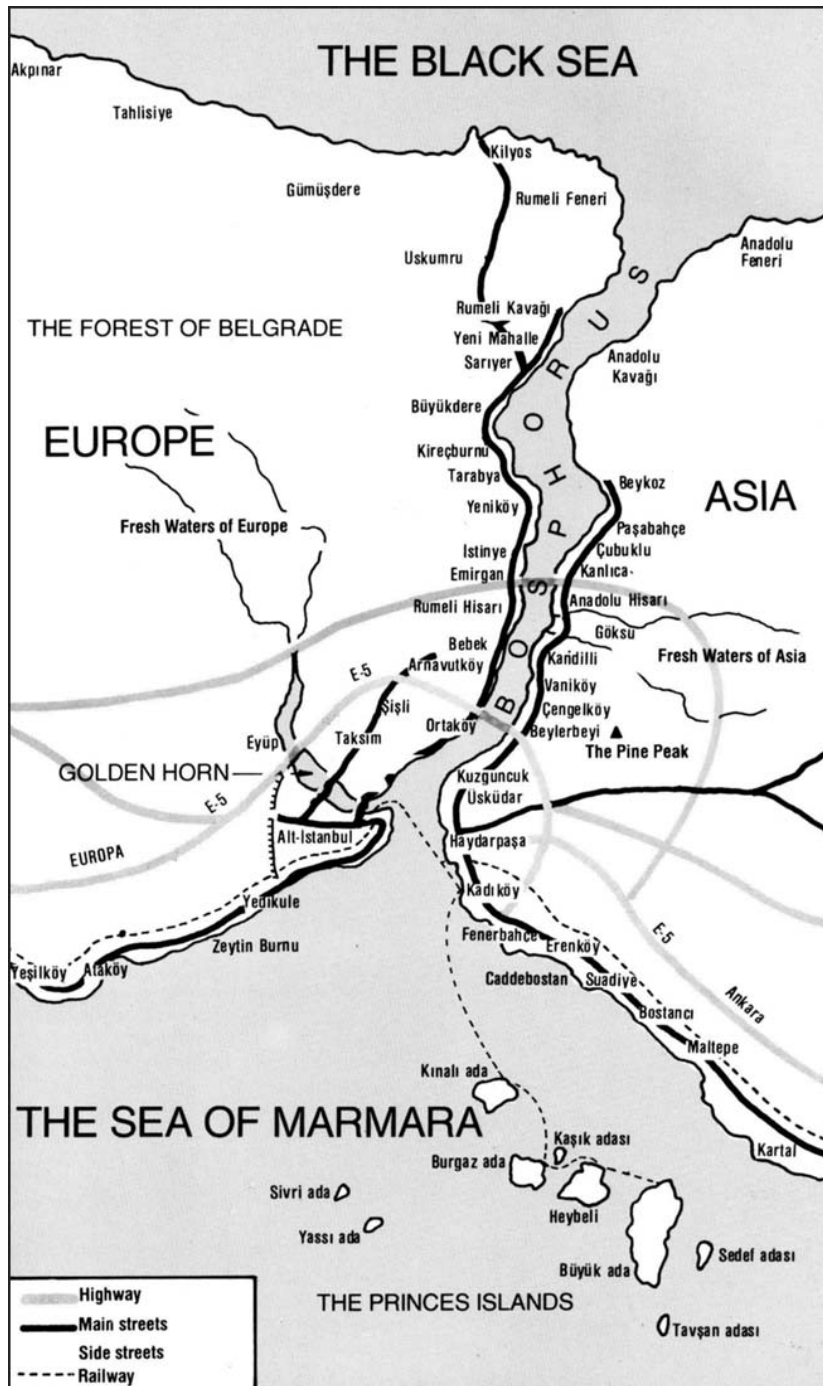 THE BLACK SEA
Akpınar
Tahlisiye
Kilyos
Gümüşdere
Rumeli Feneri
Anadolu
Feneri
Uskumru
Rumeli Kavağı
THE FOREST OF BELGRADE
Yeni Mahalle
Sarıyer
Anadolu
Kavağı
BOSPHORUS
Büyükdere
EUROPE
Kireçburnu
Tarabya
Beykoz
ASIA
Yeniköy
Fresh Waters of Europe
Paşabahçe
İstinye
Çubuklu
Emirgan
Kanlıca
Rumeli Hisarı
Anadolu Hisarı
Göksu
Bebek
Arnavutköy
Kandilli
Fresh Waters of Asia
E-5
Vaniköy
Şişli
Çengelköy
Ortaköy
Beylerbeyi
Taksim
Eyüp
The Pine Peak
GOLDEN HORN
Kuzguncuk
Üsküdar
E-5
Alt-İstanbul
Haydarpaşa
EUROPA
Kadıköy
Yedikule
Fenerbahçe
E-5
Zeytin Burnu
Erenköy
Yeşilköy
Ataköy
Caddebostan
Suadiye
Ankara
Bostancı
Maltepe
Kınalı ada
THE SEA OF MARMARA
Kaşık adası
Kartal
Burgaz ada
Sivri ada
Heybeli
Yassı ada
Büyük ada
Sedef adası
THE PRINCES ISLANDS
Tavşan adası
Highway
Main streets
Side streets
Railway